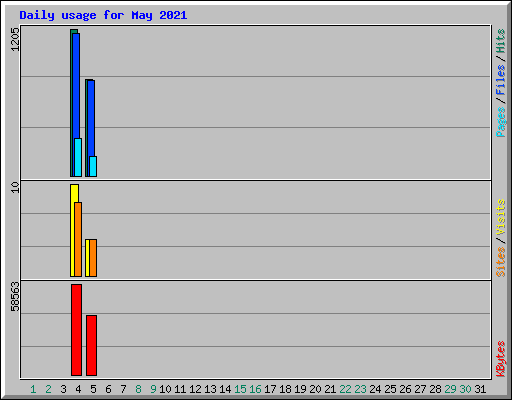 Daily usage for May 2021
1205
Pages/Files/Hits
10
Sites/Visits
58563
KBytes
1 2 3 4 5 6 7 8 9 10 11 12 13 14 15 16 17 18 19 20 21 22 23 24 25 26 27 28 29 30 31